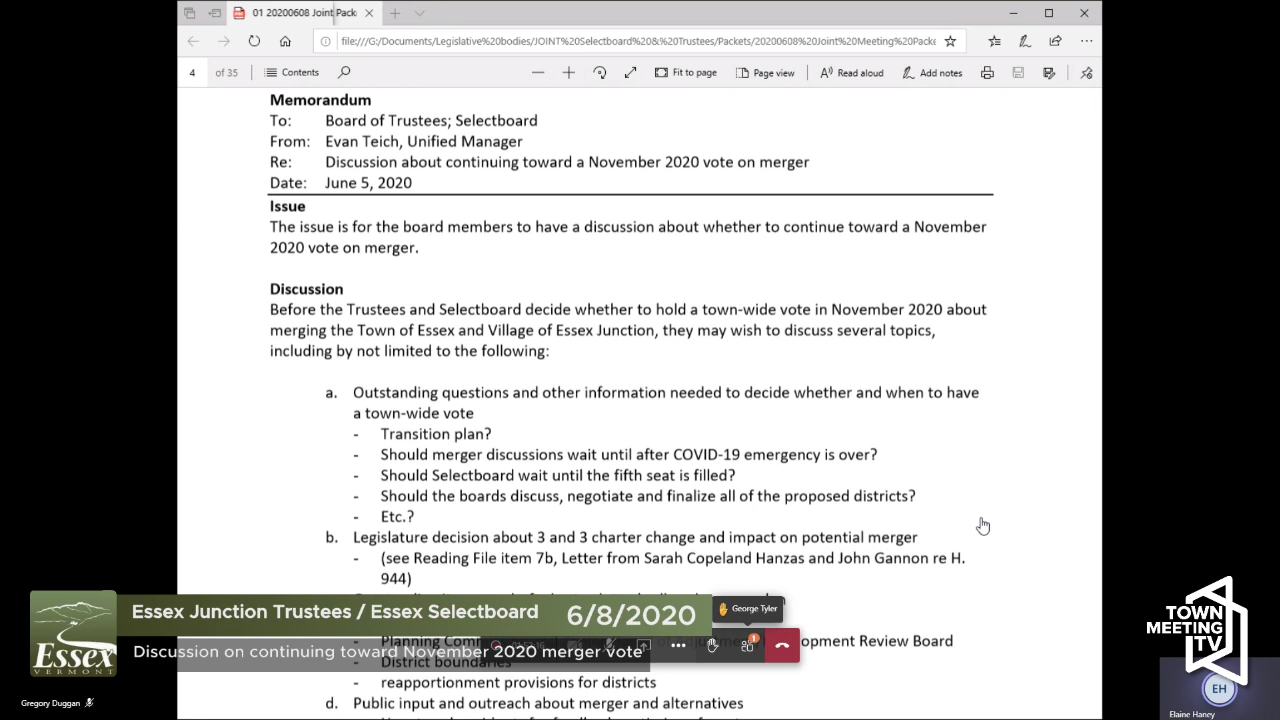 01 20200608 Joint Pack
file:///G:/Documents/Legislative%20bodies/JOINT%20Selectboard%20&%20Trustees/Packets/20200608%20Joint%20Meeting%20Packe
4 of 35 Contents Fit to page Page view Read aloud Add notes
Memorandum
To: Board of Trustees; Selectboard
From: Evan Teich, Unified Manager
Re: Discussion about continuing toward a November 2020 vote on merger
Date: June 5, 2020
Issue
The issue is for the board members to have a discussion about whether to continue toward a November
2020 vote on merger.
Discussion
Before the Trustees and Selectboard decide whether to hold a town-wide vote in November 2020 about
merging the Town of Essex and Village of Essex Junction, they may wish to discuss several topics,
including by not limited to the following:
a. Outstanding questions and other information needed to decide whether and when to have
a town-wide vote
- Transition plan?
- Should merger discussions wait until after COVID-19 emergency is over?
- Should Selectboard wait until the fifth seat is filled?
- Should the boards discuss, negotiate and finalize all of the proposed districts?
- Etc.?
b. Legislature decision about 3 and 3 charter change and impact on potential merger
- (see Reading File item 7b, Letter from Sarah Copeland Hanzas and John Gannon re H.
944)
Essex Junction Trustees / Essex Selectboard 6/8/2020
George Tyler
- Planning Com opment Review Board
Discussion on continuing toward November 2020 merger vote
- District boundaries
- reapportionment provisions for districts
d. Public input and outreach about merger and alternatives
Essex
VERMONT
Gregory Duggan
TOWN
MEETING
TV
EH
Elaine Haney